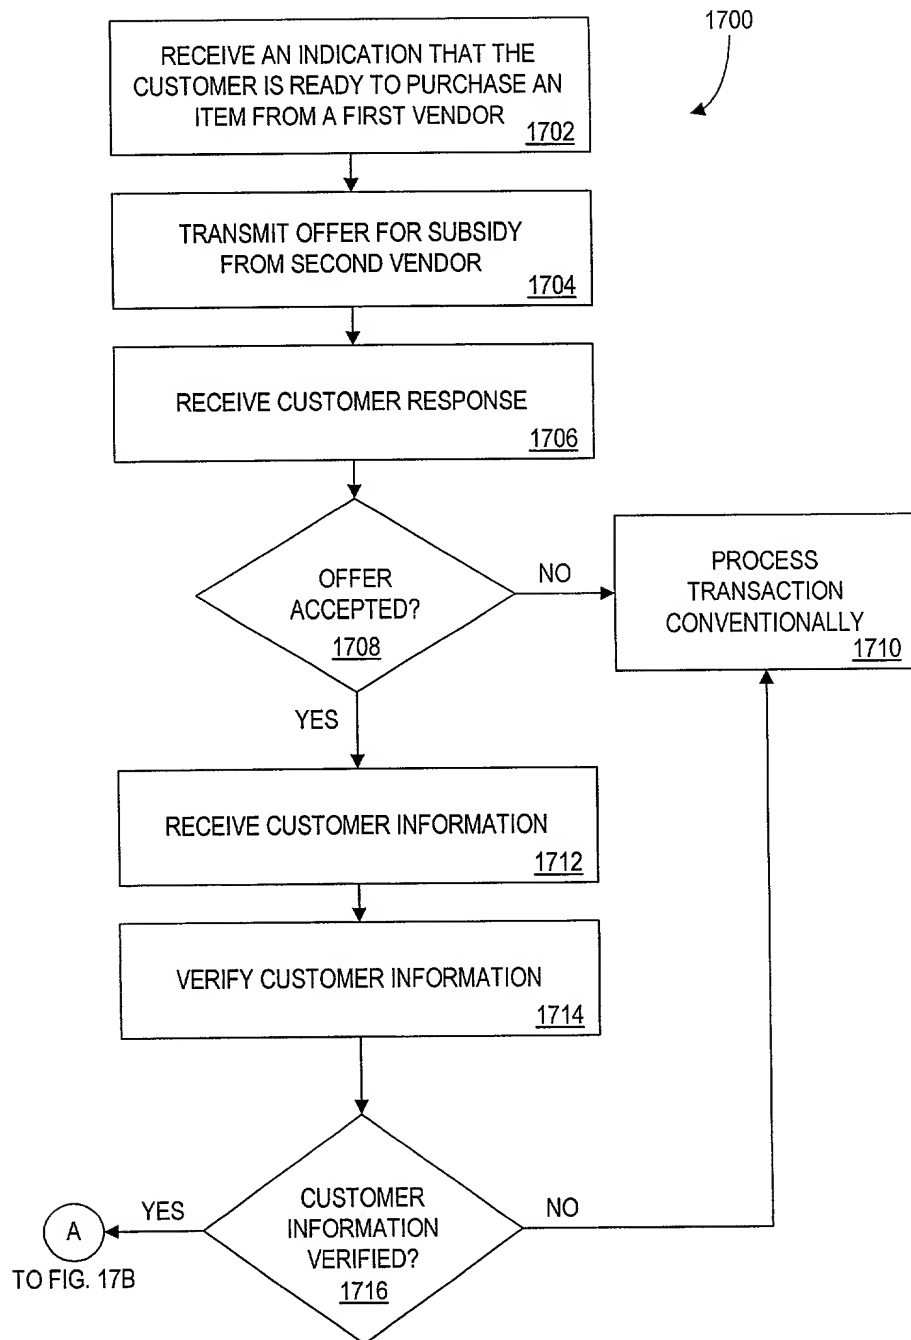 1700
RECEIVE AN INDICATION THAT THE
CUSTOMER IS READY TO PURCHASE AN
ITEM FROM A FIRST VENDOR
1702
TRANSMIT OFFER FOR SUBSIDY
FROM SECOND VENDOR
1704
RECEIVE CUSTOMER RESPONSE
1706
OFFER
ACCEPTED?
1708
NO
PROCESS
TRANSACTION
CONVENTIONALLY
1710
YES
RECEIVE CUSTOMER INFORMATION
1712
VERIFY CUSTOMER INFORMATION
1714
CUSTOMER
INFORMATION
VERIFIED?
1716
YES
NO
A
TO FIG. 17B